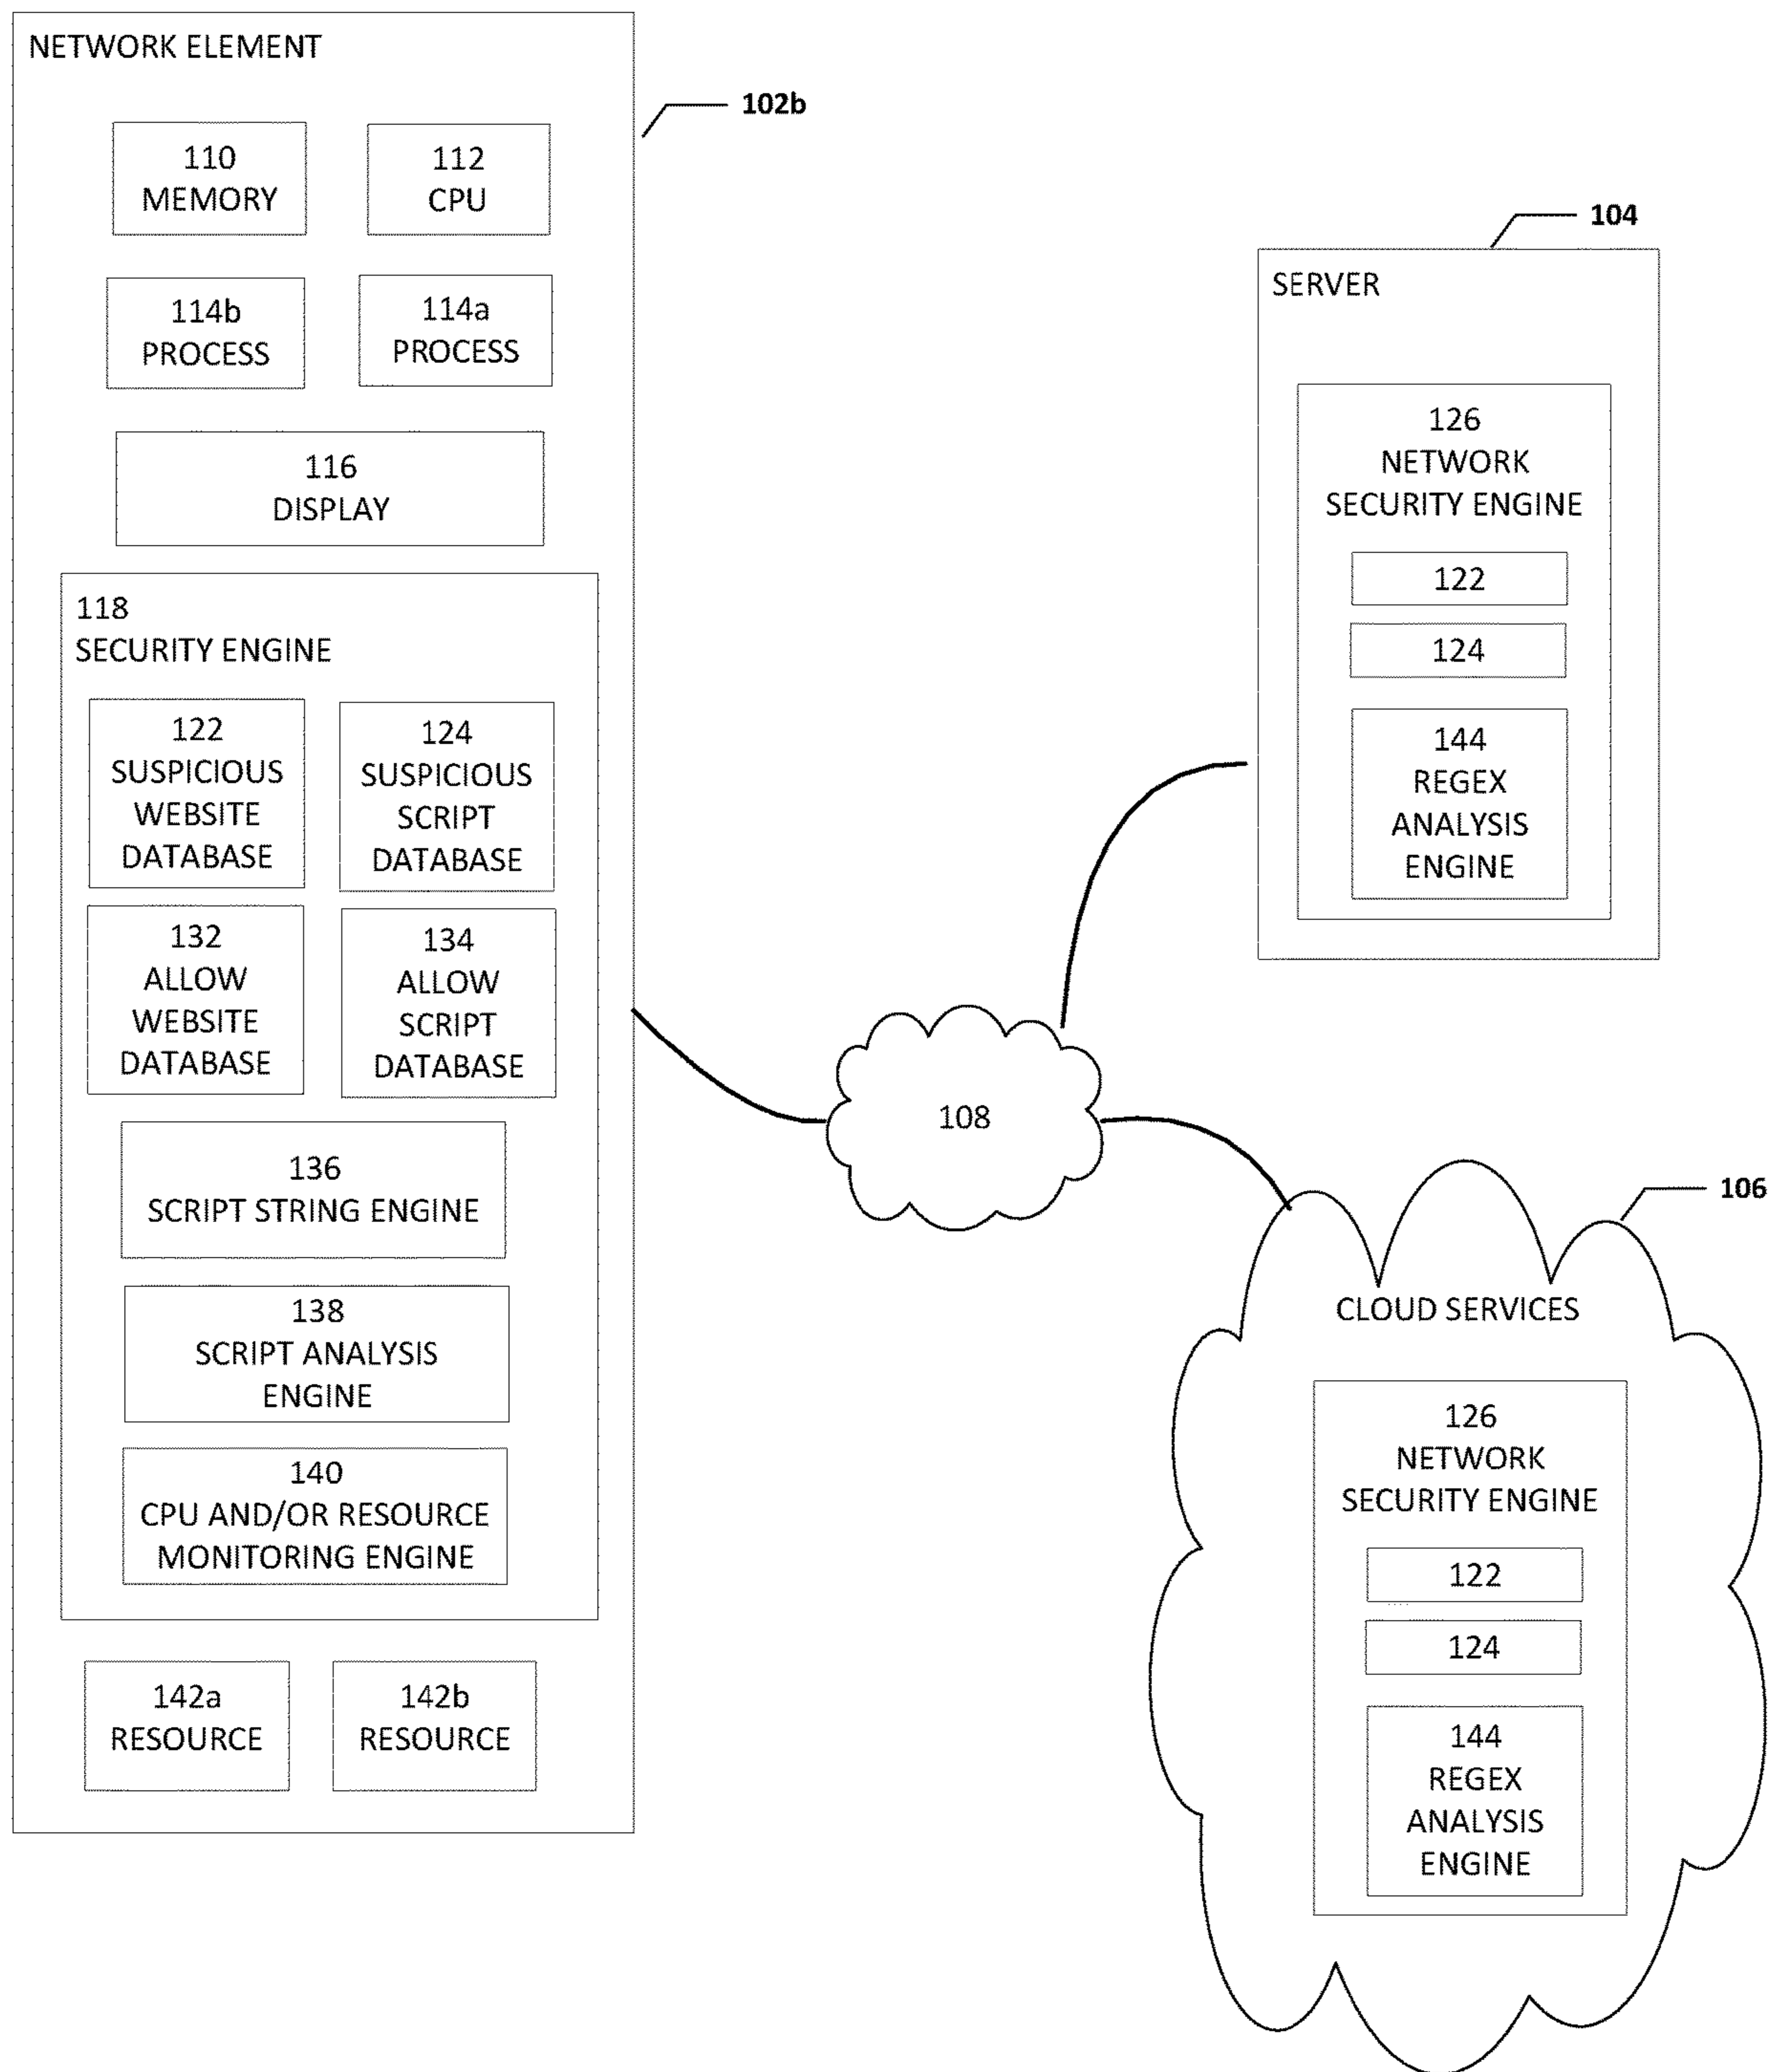 NETWORK ELEMENT
102b
110
MEMORY
112
CPU
114b
PROCESS
114a
PROCESS
116
DISPLAY
118
SECURITY ENGINE
122
SUSPICIOUS
WEBSITE
DATABASE
124
SUSPICIOUS
SCRIPT
DATABASE
132
ALLOW
WEBSITE
DATABASE
134
ALLOW
SCRIPT
DATABASE
136
SCRIPT STRING ENGINE
138
SCRIPT ANALYSIS
ENGINE
140
CPU AND/OR RESOURCE
MONITORING ENGINE
142a
RESOURCE
142b
RESOURCE
108
104
SERVER
126
NETWORK
SECURITY ENGINE
122
124
144
REGEX
ANALYSIS
ENGINE
106
CLOUD SERVICES
126
NETWORK
SECURITY ENGINE
122
124
144
REGEX
ANALYSIS
ENGINE